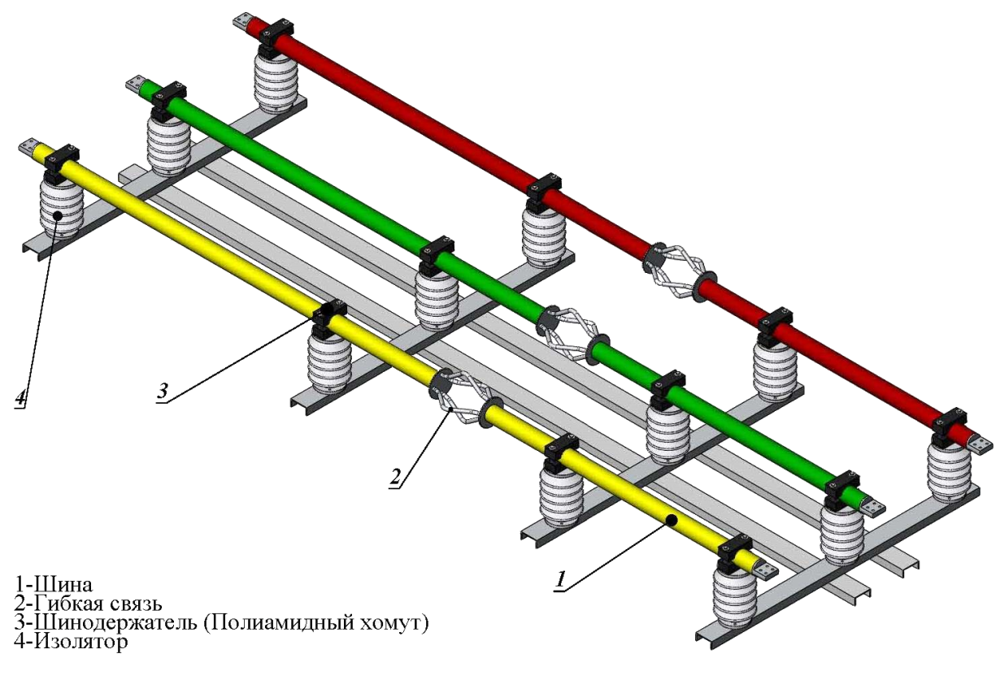 4
3
2
1
1-Шина
2-Гибкая связь
3-Шинодержатель (Полиамидный хомут)
4-Изолятор